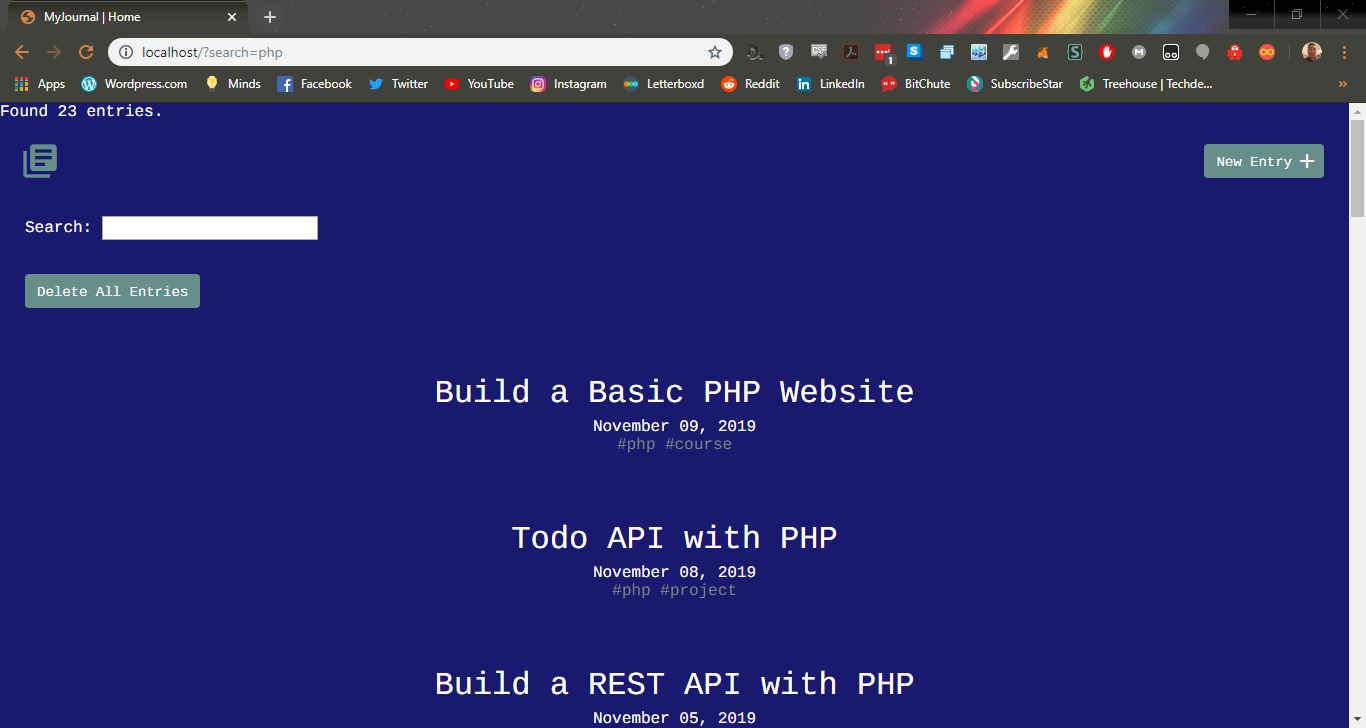 MyJournal | Home
localhost/?search=php
1
Apps
Wordpress.com
Minds
Facebook
Twitter
YouTube
Instagram
Letterboxd
Reddit
LinkedIn
BitChute
SubscribeStar
Treehouse | Techde...
»
Found 23 entries.
New Entry +
Search:
Delete All Entries
Build a Basic PHP Website
November 09, 2019
#php #course
Todo API with PHP
November 08, 2019
#php #project
Build a REST API with PHP
November 05, 2019